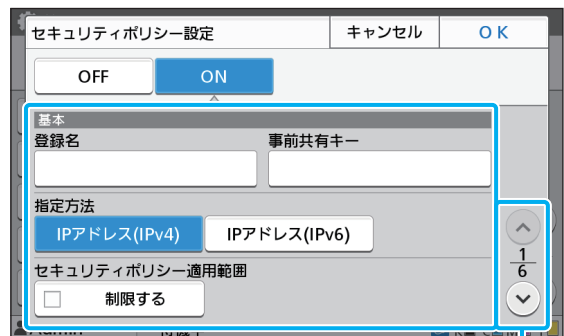 セキュリティポリシー設定
キャンセル
OK
OFF
ON
基本
登録名
事前共有キー
指定方法
IPアドレス(IPv4)
IPアドレス(IPv6)
1
6
セキュリティポリシー適用範囲
制限する
Admin